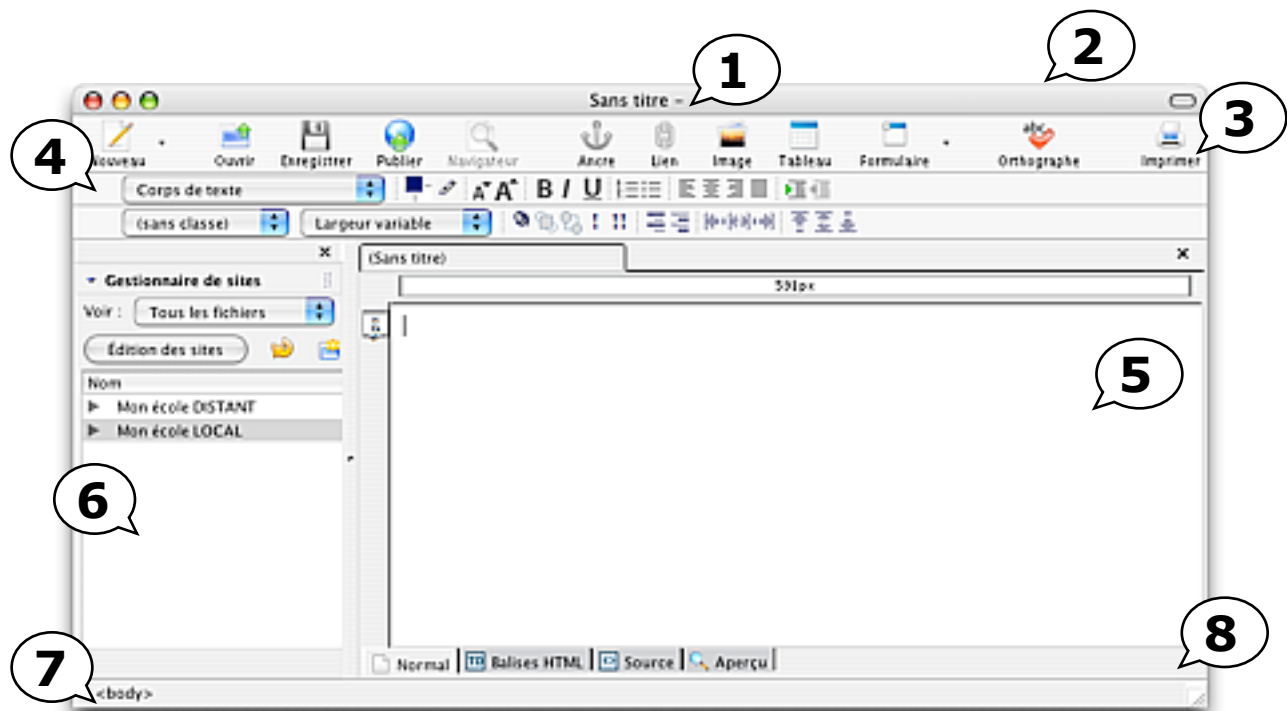 1
2
Sans titre –
3
4
Nouveau Ouvrir Enregistrer Publier Navigateur Ancre Lien Image Tableau Formulaire abc Orthographe Imprimer
Corps de texte A A B I U
(sans classe) Largeur variable ! !!
(Sans titre)
Gestionnaire de sites
591px
Voir : Tous les fichiers
Édition des sites
5
Nom
Mon école DISTANT
Mon école LOCAL
6
8
7
Normal TD Balises HTML Source Aperçu
<body>